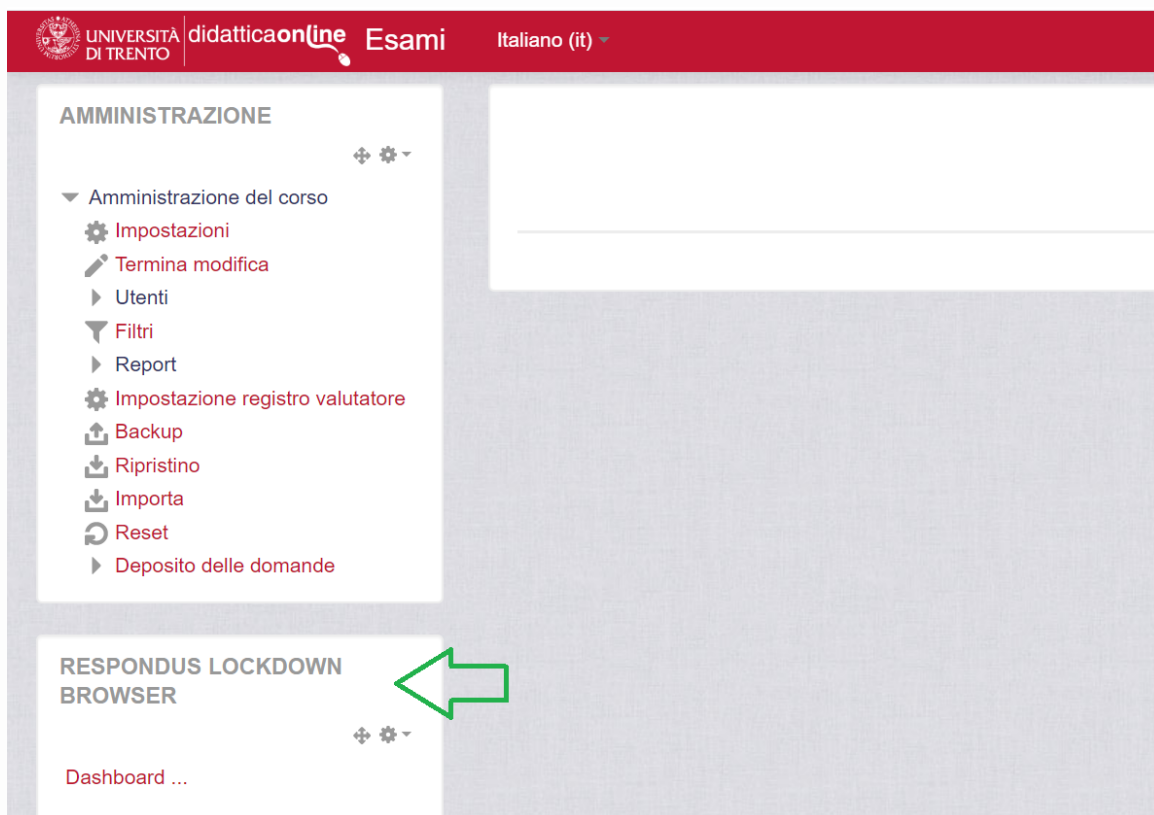 UNIVERSITÀ DI TRENTO didatticaonline Esami Italiano (it)
AMMINISTRAZIONE
Amministrazione del corso
Impostazioni
Termina modifica
Utenti
Filtri
Report
Impostazione registro valutatore
Backup
Ripristino
Importa
Reset
Deposito delle domande
RESPONDUS LOCKDOWN
BROWSER
Dashboard ...